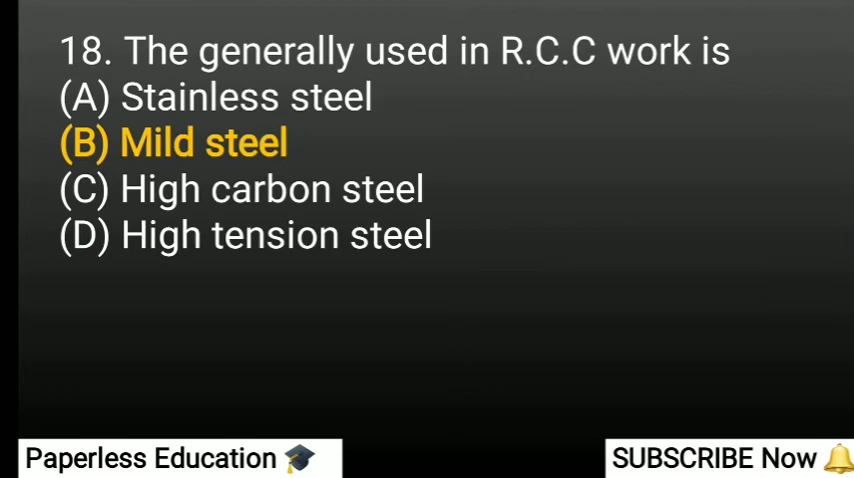 18. The generally used in R.C.C work is
(A) Stainless steel
(B) Mild steel
(C) High carbon steel
(D) High tension steel
Paperless Education 🎓
SUBSCRIBE Now 🔔